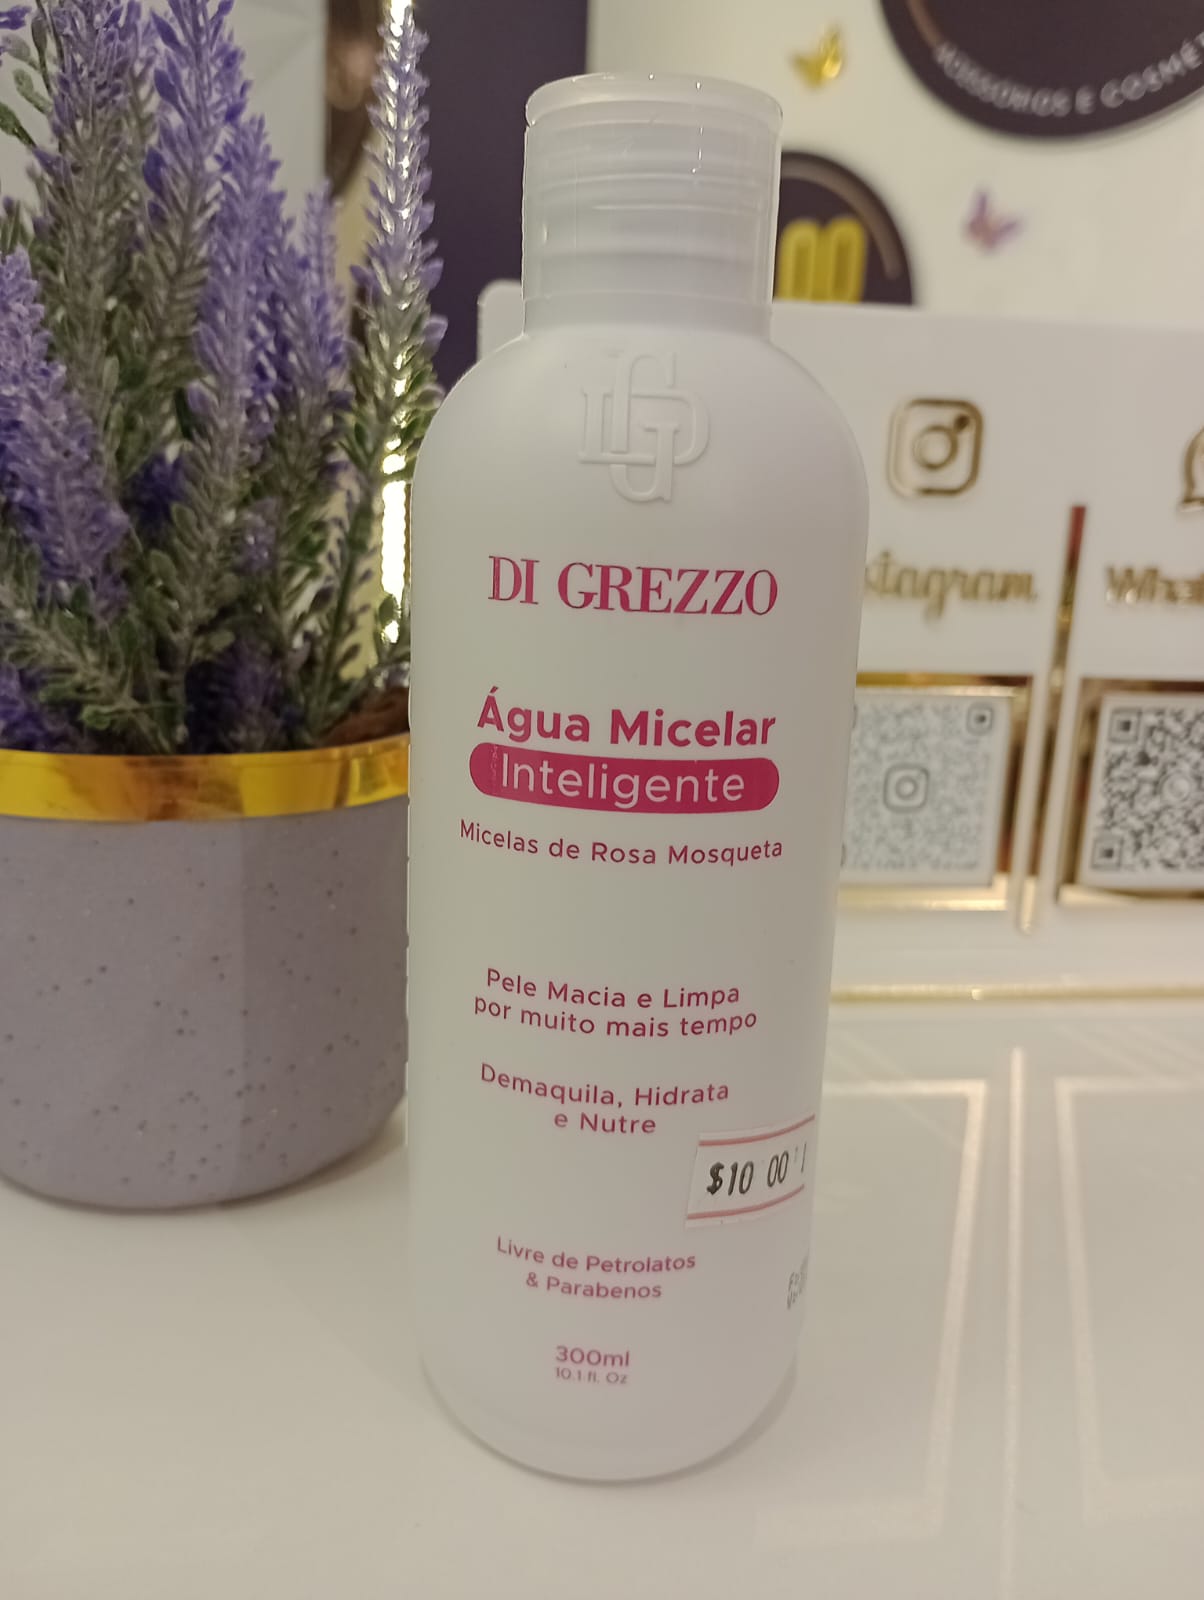 DI GREZZO
Água Micelar
Inteligente
Micelas de Rosa Mosqueta
Pele Macia e Limpa
por muito mais tempo
Demaquila, Hidrata
e Nutre
$10 00
Livre de Petrolatos
& Parabenos
300ml
10.1 fl. Oz